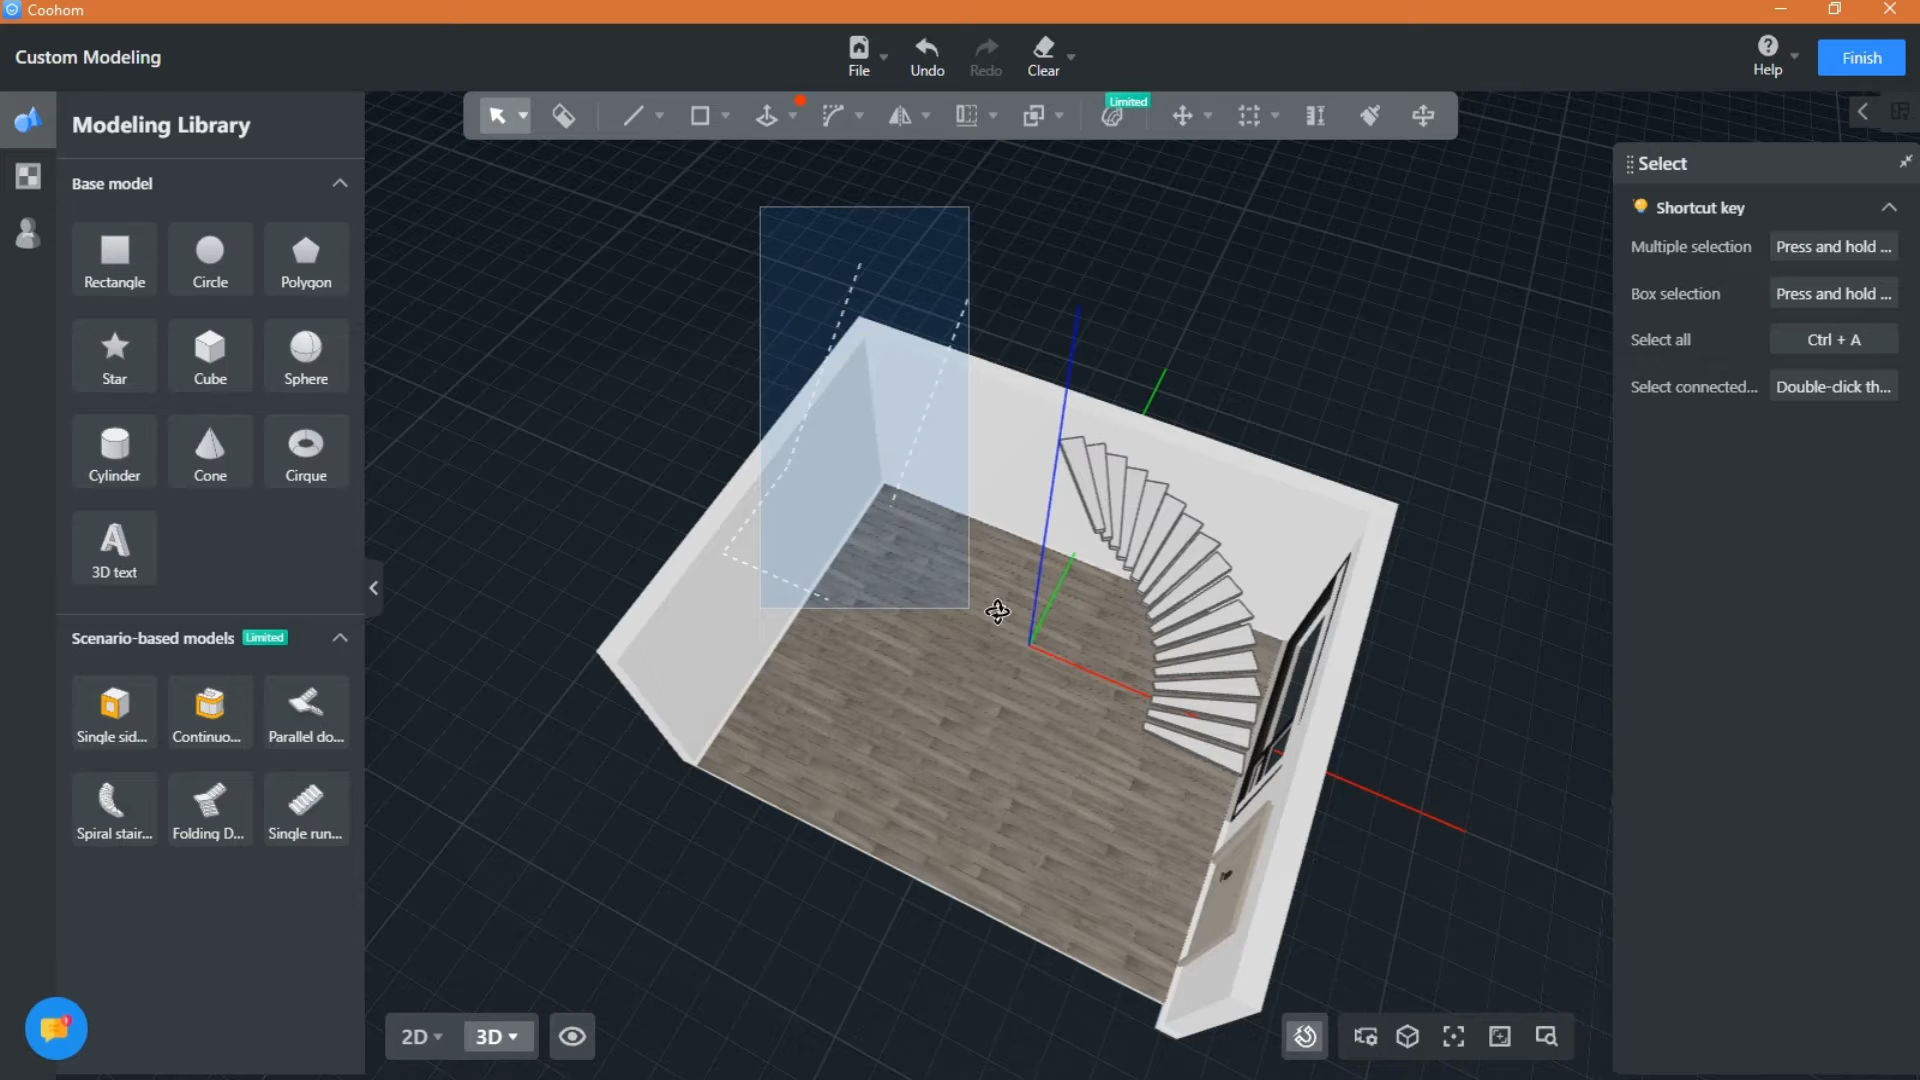 Coohom
Custom Modeling
File
Undo
Redo
Clear
Help
Finish
Limited
Modeling Library
Base model
Rectangle
Circle
Polygon
Star
Cube
Sphere
Cylinder
Cone
Cirque
3D text
Scenario-based models Limited
Single sid...
Continuo...
Parallel do...
Spiral stair...
Folding D...
Single run...
Select
Shortcut key
Multiple selection Press and hold ...
Box selection Press and hold ...
Select all Ctrl + A
Select connected... Double-click th...
2D
3D